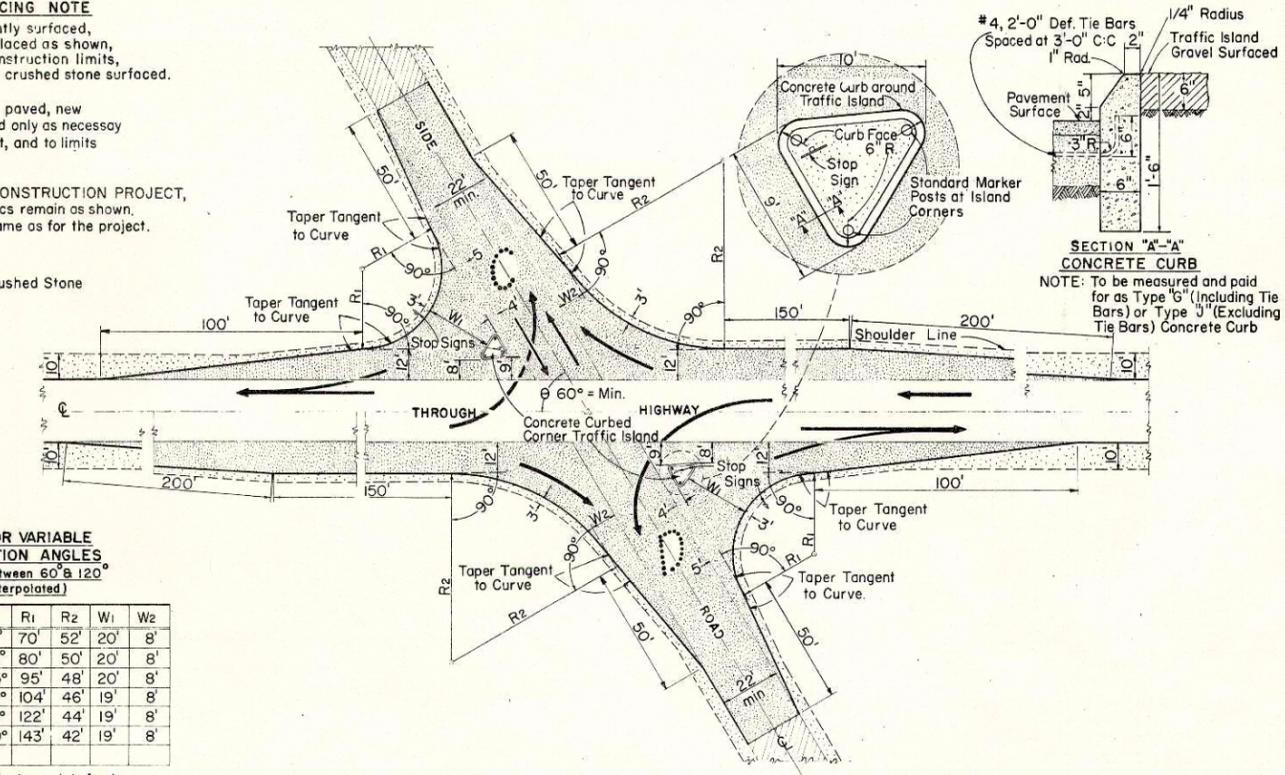 CING NOTE
tly surfaced,
laced as shown,
nstruction limits,
crushed stone surfaced.
paved, new
d only as necessay
t, and to limits
ONSTRUCTION PROJECT,
cs remain as shown.
ame as for the project.
ushed Stone
SIDE
50'
22'
min.
50'
Taper Tangent
to Curve
R2
Taper Tangent
to Curve
R1
90°
5
C
4
W2
90°
3'
R2
Taper Tangent
to Curve
R1
90°
3'
W1
100'
Stop Signs
12'
8'
9'
12'
150'
200'
Shoulder Line
10'
10'
10'
Concrete Curb around
Traffic Island
Curb Face
6" R.
Stop
Sign
9'
"A"
"A"
Standard Marker
Posts at Island
Corners
#4, 2'-0" Def. Tie Bars
Spaced at 3'-0" C:C
1" Rad.
2"
1/4" Radius
Traffic Island
Gravel Surfaced
5"
6"
Pavement
Surface
2"
3"R.
6"
6"
1'-6"
SECTION "A"-"A"
CONCRETE CURB
NOTE: To be measured and paid
for as Type "G" (Including Tie
Bars) or Type "J" (Excluding
Tie Bars) Concrete Curb
℄
THROUGH
θ 60° = Min.
HIGHWAY
Concrete Curbed
Corner Traffic Island
10'
12'
9'
8'
Stop
Signs
12'
10'
200'
150'
90°
3'
W2
4'
W1
90°
3'
100'
Taper Tangent
to Curve
R1
R2
90°
Taper Tangent
to Curve
R2
D
5
90°
R1
Taper Tangent
to Curve.
50'
ROAD
50'
22'
min
℄
OR VARIABLE
TION ANGLES
tween 60° & 120°
terpolated)
R1 R2 W1 W2
° 70' 52' 20' 8'
° 80' 50' 20' 8'
° 95' 48' 20' 8'
° 104' 46' 19' 8'
° 122' 44' 19' 8'
° 143' 42' 19' 8'